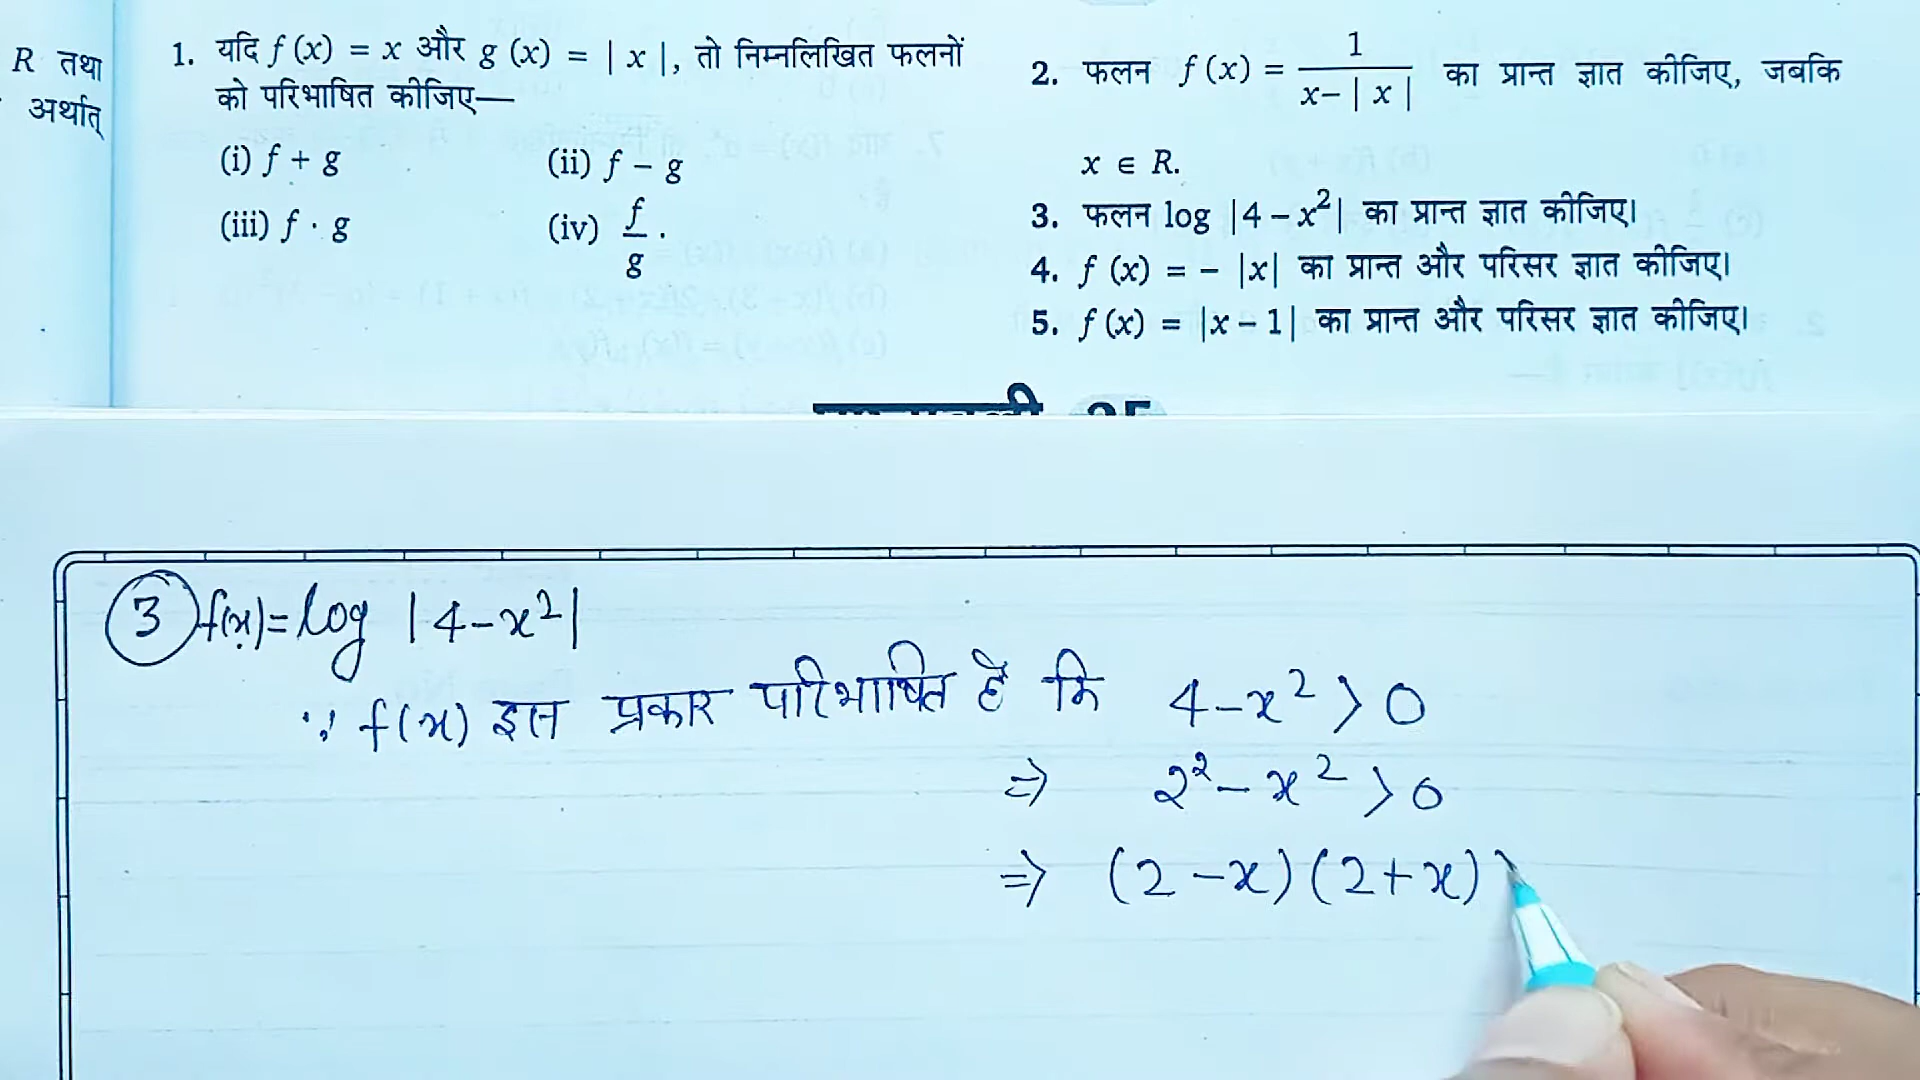 R तथा
अर्थात्
1. यदि f (x) = x और g (x) = | x |, तो निम्नलिखित फलनों
को परिभाषित कीजिए—
(i) f + g (ii) f − g
(iii) f · g (iv) f/g .
2. फलन f (x) = 1/(x− | x |) का प्रान्त ज्ञात कीजिए, जबकि
x ∈ R.
3. फलन log |4 − x²| का प्रान्त ज्ञात कीजिए।
4. f (x) = − |x| का प्रान्त और परिसर ज्ञात कीजिए।
5. f (x) = |x − 1| का प्रान्त और परिसर ज्ञात कीजिए।
3 f(x)= log |4−x²|
∵ f(x) इस प्रकार परिभाषित है कि 4−x² > 0
⇒ 2²−x² > 0
⇒ (2−x)(2+x) >